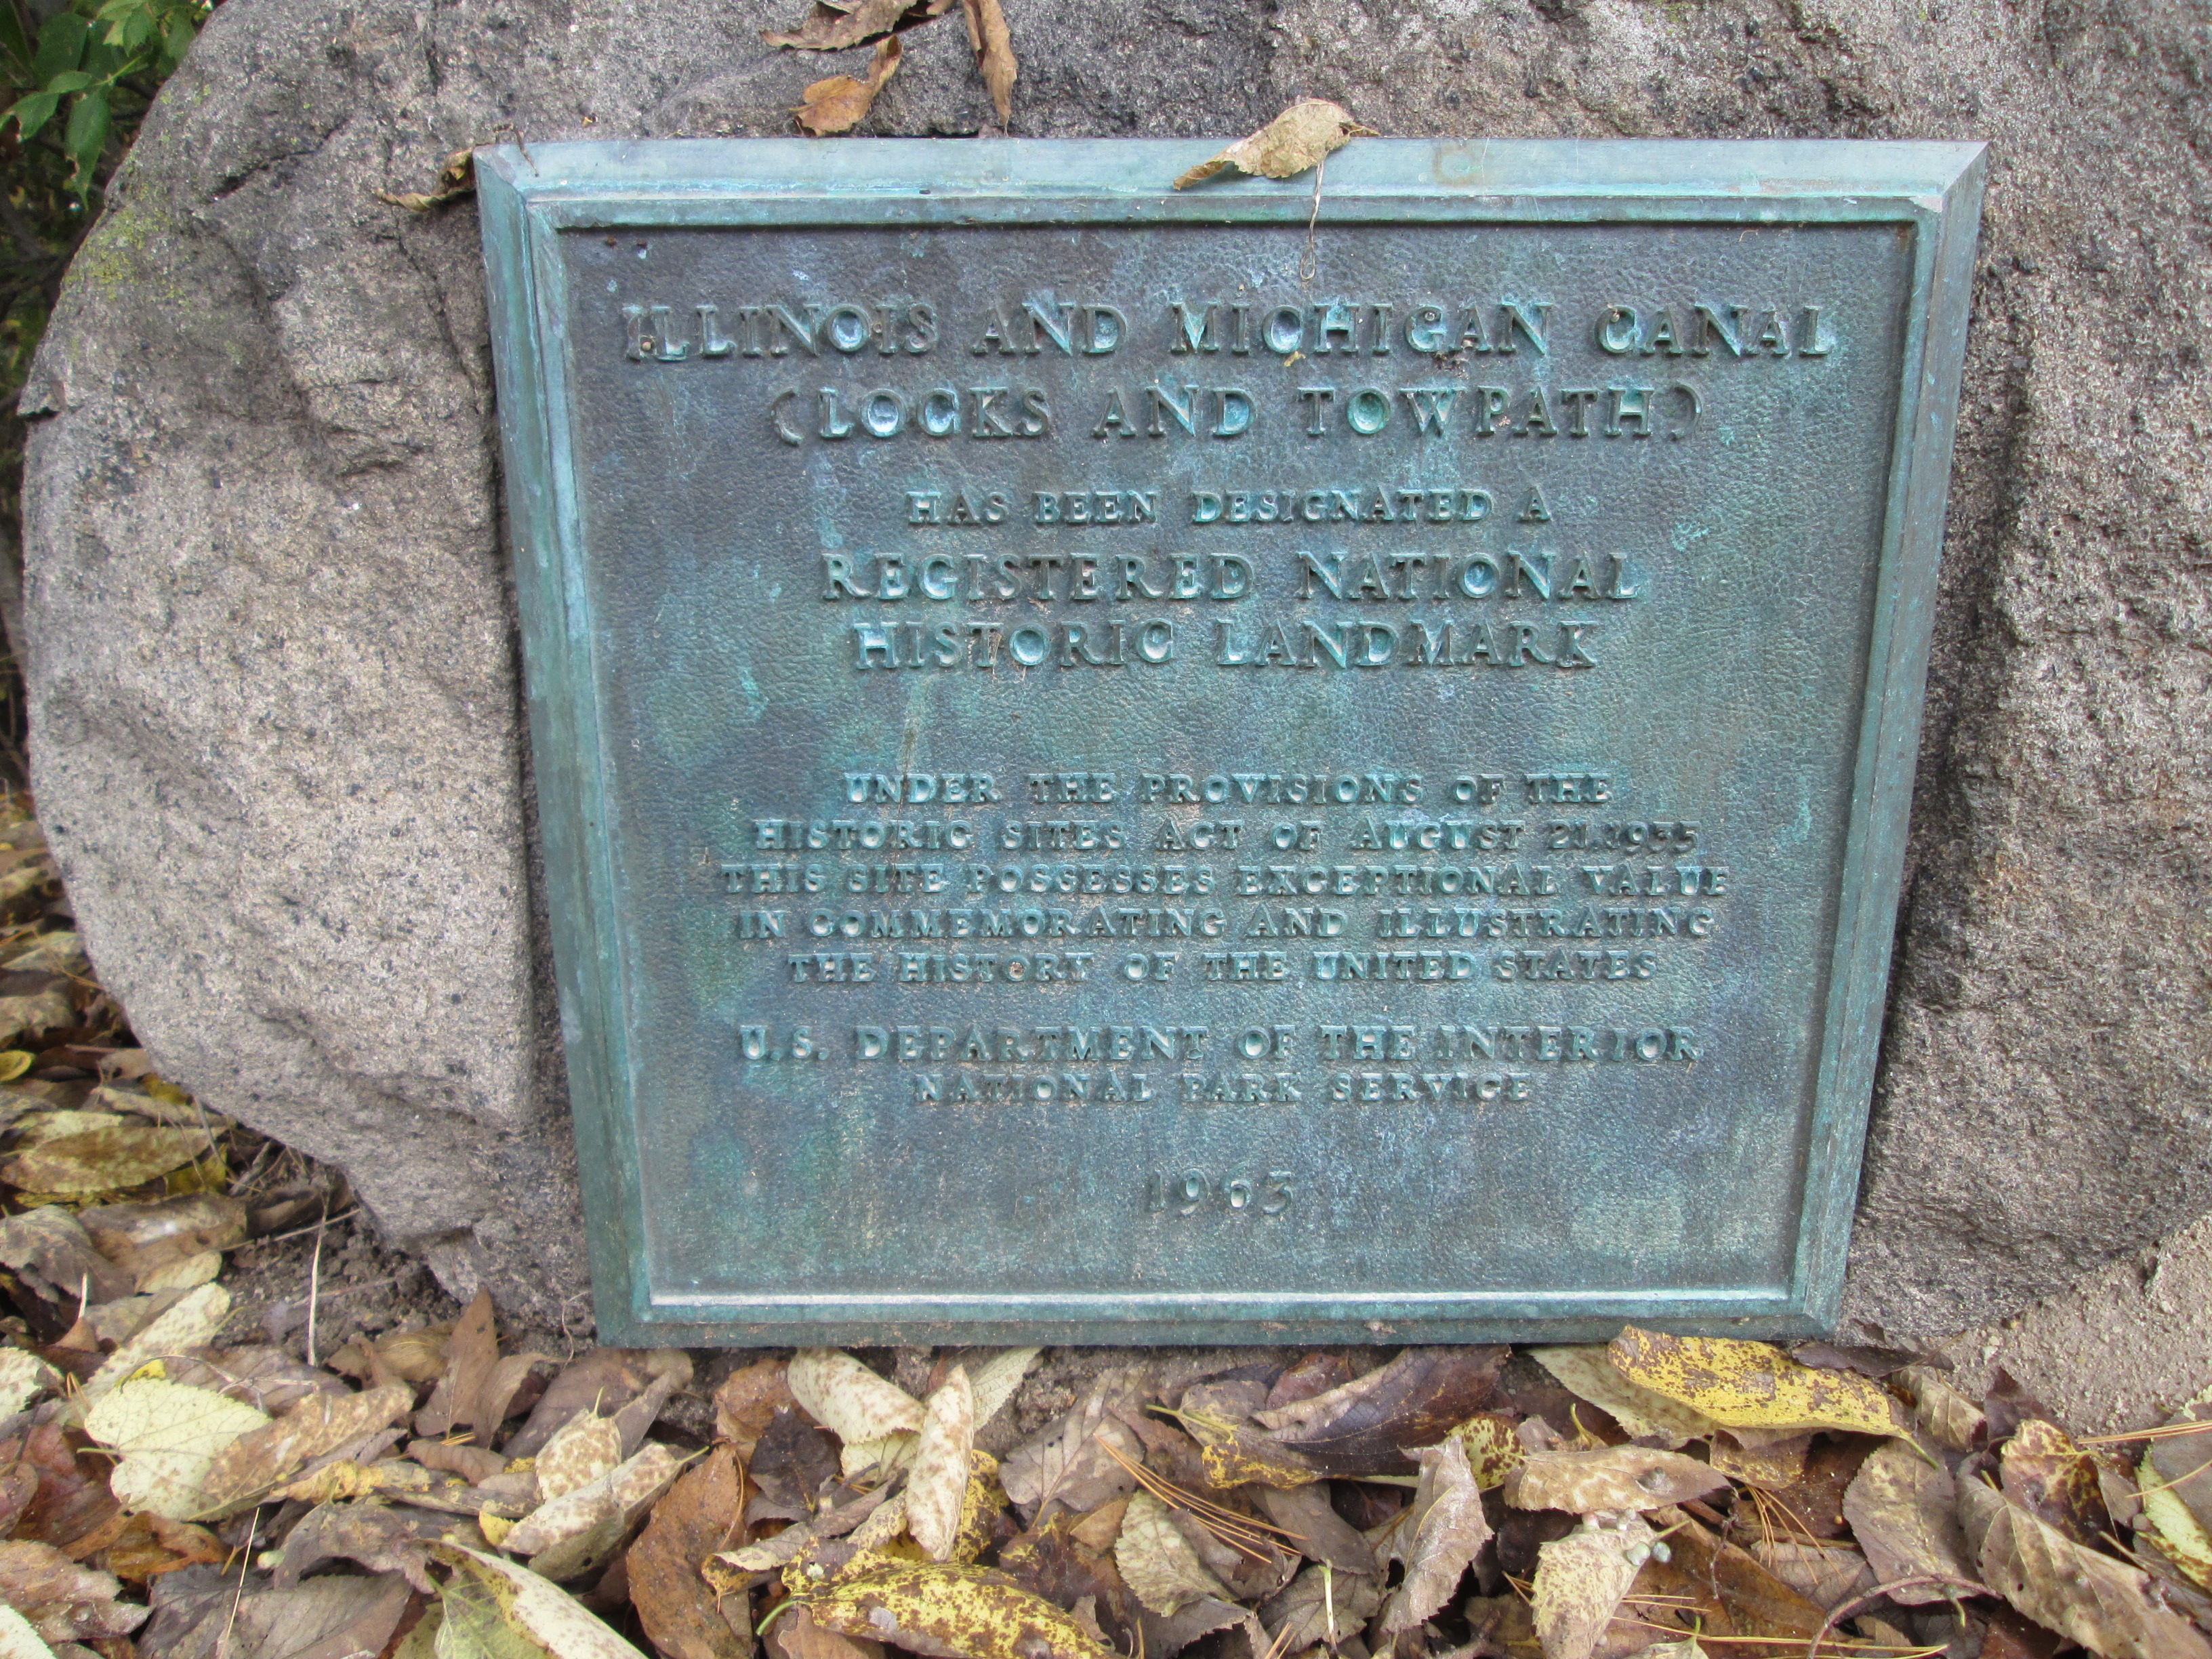 ILLINOIS AND MICHIGAN CANAL
(LOCKS AND TOWPATH)
HAS BEEN DESIGNATED A
REGISTERED NATIONAL
HISTORIC LANDMARK
UNDER THE PROVISIONS OF THE
HISTORIC SITES ACT OF AUGUST 21.1935
THIS SITE POSSESSES EXCEPTIONAL VALUE
IN COMMEMORATING AND ILLUSTRATING
THE HISTORY OF THE UNITED STATES
U.S. DEPARTMENT OF THE INTERIOR
NATIONAL PARK SERVICE
1963